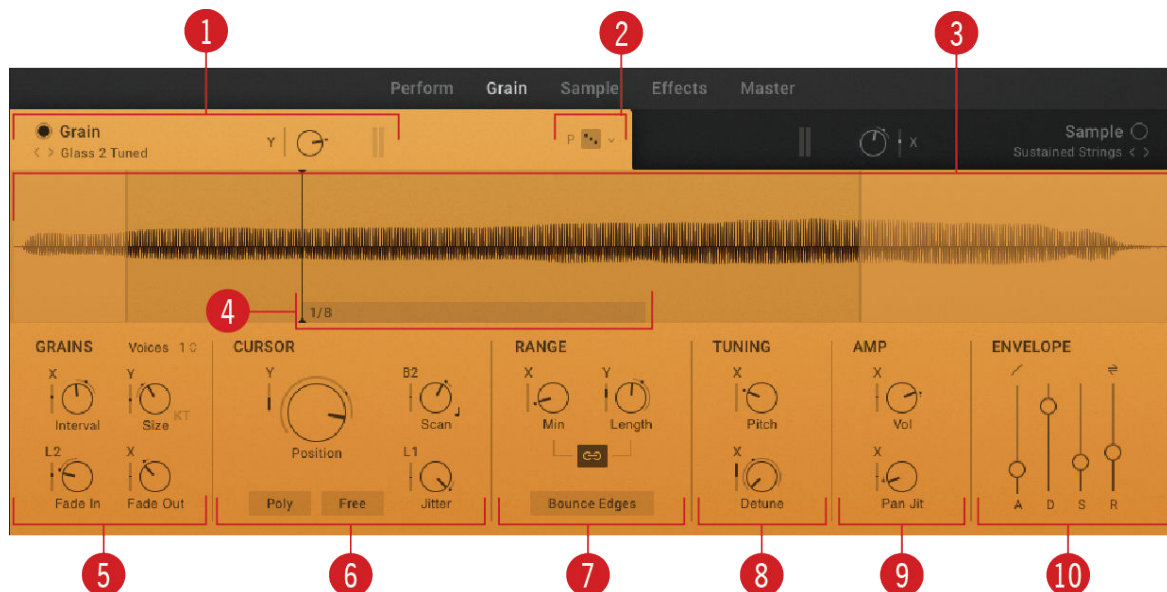 1 2 3
Perform Grain Sample Effects Master
Grain Y P Sample
< > Glass 2 Tuned X Sustained Strings < >
4 1/8
GRAINS Voices 1 CURSOR RANGE TUNING AMP ENVELOPE
X Y Y B2 X Y X X
Interval Size KT Scan Min Length Pitch Vol
L2 X Position L1 X X
Fade In Fade Out Poly Free Jitter Bounce Edges Detune Pan Jit A D S R
5 6 7 8 9 10